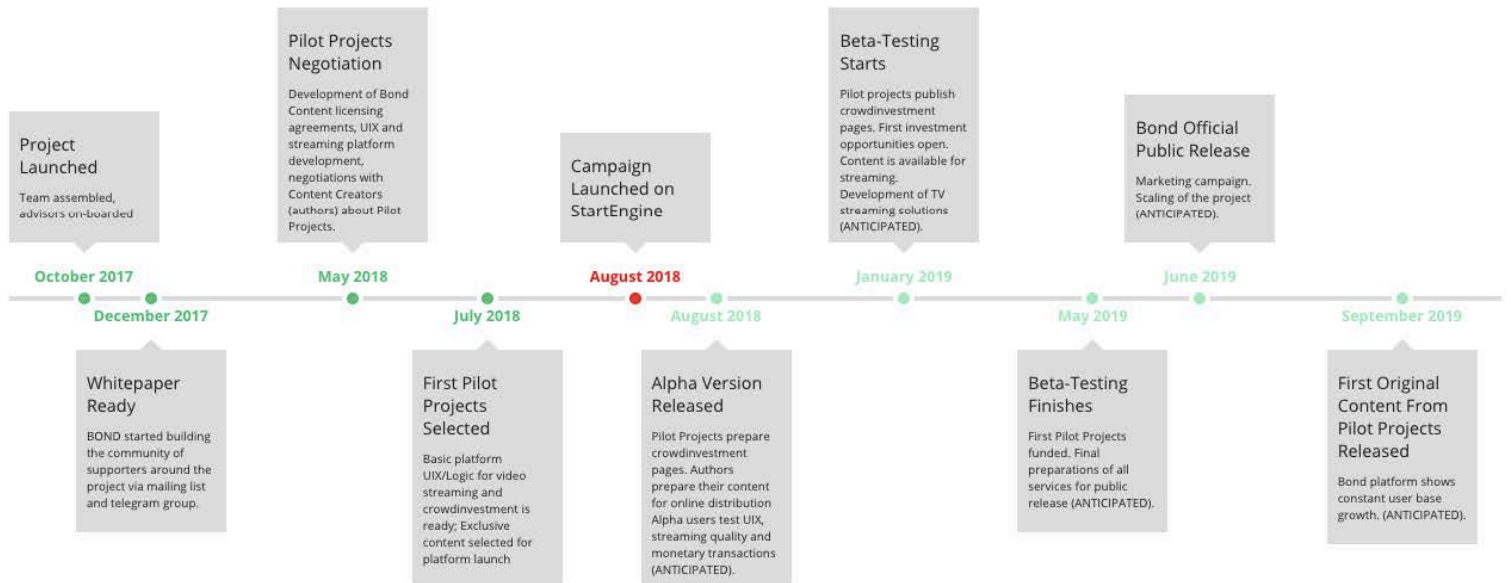 Project
Launched
Team assembled,
advisors on-boarded
October 2017
Whitepaper
Ready
BOND started building
the community of
supporters around the
project via mailing list
and telegram group.
December 2017
Pilot Projects
Negotiation
Development of Bond
Content licensing
agreements, UIX and
streaming platform
development,
negotiations with
Content Creators
(authors) about Pilot
Projects.
May 2018
July 2018
First Pilot
Projects
Selected
Basic platform
UIX/Logic for video
streaming and
crowdinvestment is
ready; Exclusive
content selected for
platform launch
Campaign
Launched on
StartEngine
August 2018
August 2018
Alpha Version
Released
Pilot Projects prepare
crowdinvestment
pages. Authors
prepare their content
for online distribution
Alpha users test UIX,
streaming quality and
monetary transactions
(ANTICIPATED).
Beta-Testing
Starts
Pilot projects publish
crowdinvestment
pages. First investment
opportunities open.
Content is available for
streaming.
Development of TV
streaming solutions
(ANTICIPATED).
January 2019
May 2019
Beta-Testing
Finishes
First Pilot Projects
funded. Final
preparations of all
services for public
release (ANTICIPATED).
Bond Official
Public Release
Marketing campaign.
Scaling of the project
(ANTICIPATED).
June 2019
September 2019
First Original
Content From
Pilot Projects
Released
Bond platform shows
constant user base
growth. (ANTICIPATED).